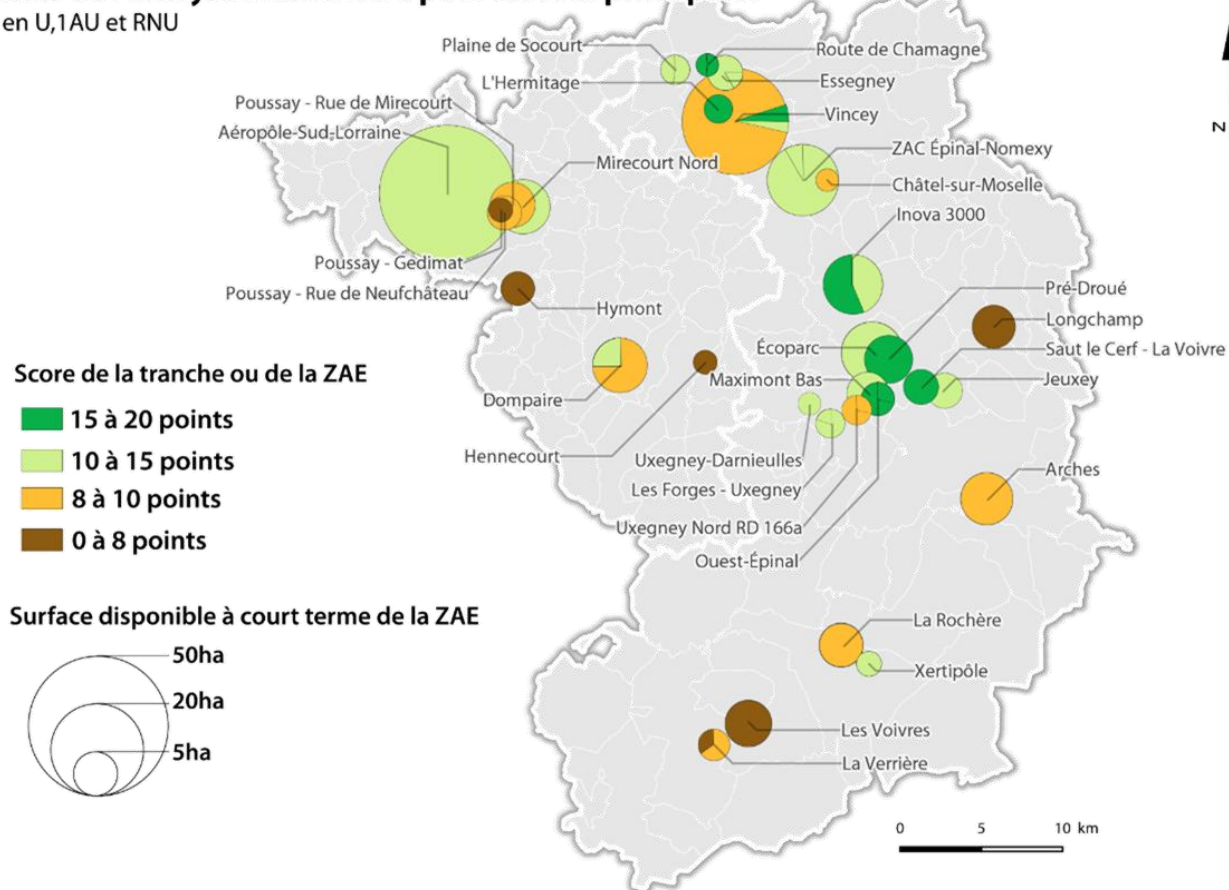 en U,1AU et RNU
Plaine de Socourt
Route de Chamagne
L'Hermitage
Essegney
Poussay - Rue de Mirecourt
Vincey
Aéropôle-Sud-Lorraine
ZAC Épinal-Nomexy
Mirecourt Nord
Châtel-sur-Moselle
Inova 3000
Poussay - Gedimat
Poussay - Rue de Neufchâteau
Pré-Droué
Hymont
Longchamp
Écoparc
Saut le Cerf - La Voivre
Maximont Bas
Jeuxey
Dompaire
Hennecourt
Uxegney-Darnieulles
Arches
Les Forges - Uxegney
Uxegney Nord RD 166a
Ouest-Épinal
La Rochère
Xertipôle
Les Voivres
La Verrière
Score de la tranche ou de la ZAE
15 à 20 points
10 à 15 points
8 à 10 points
0 à 8 points
Surface disponible à court terme de la ZAE
50ha
20ha
5ha
0 5 10 km
N